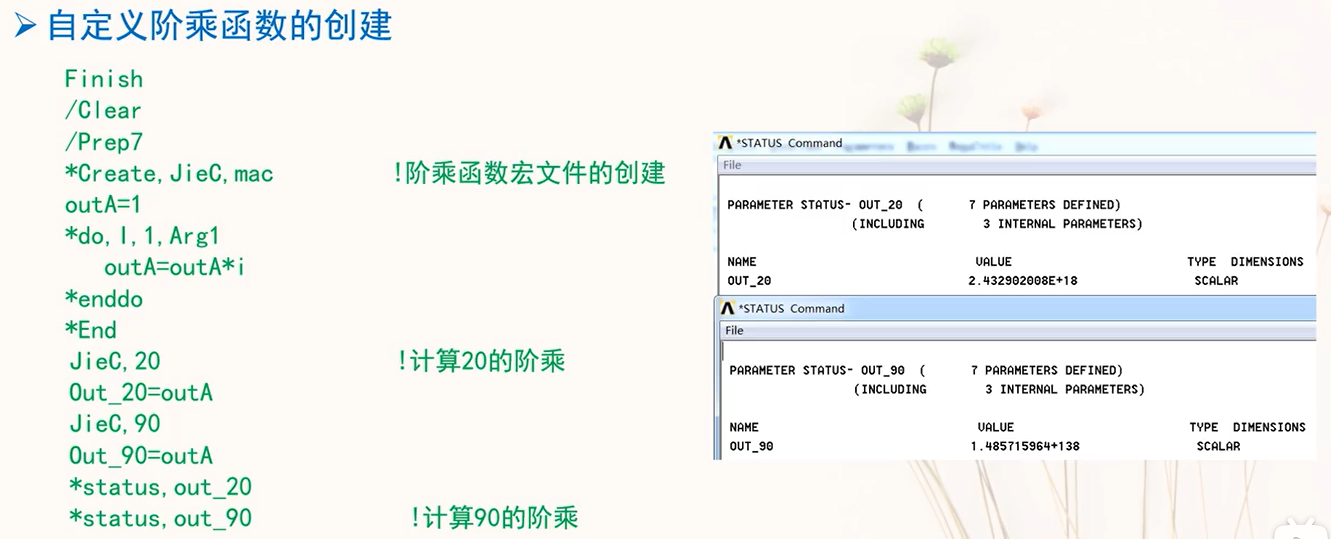 自定义阶乘函数的创建
Finish
/Clear
/Prep7
*Create,JieC,mac !阶乘函数宏文件的创建
outA=1
*do,I,1,Arg1
outA=outA*i
*enddo
*End
JieC,20 !计算20的阶乘
Out_20=outA
JieC,90
Out_90=outA
*status,out_20
*status,out_90 !计算90的阶乘
*STATUS Command
File
PARAMETER STATUS- OUT_20 ( 7 PARAMETERS DEFINED)
(INCLUDING 3 INTERNAL PARAMETERS)
NAME VALUE TYPE DIMENSIONS
OUT_20 2.432902008E+18 SCALAR
*STATUS Command
File
PARAMETER STATUS- OUT_90 ( 7 PARAMETERS DEFINED)
(INCLUDING 3 INTERNAL PARAMETERS)
NAME VALUE TYPE DIMENSIONS
OUT_90 1.485715964+138 SCALAR